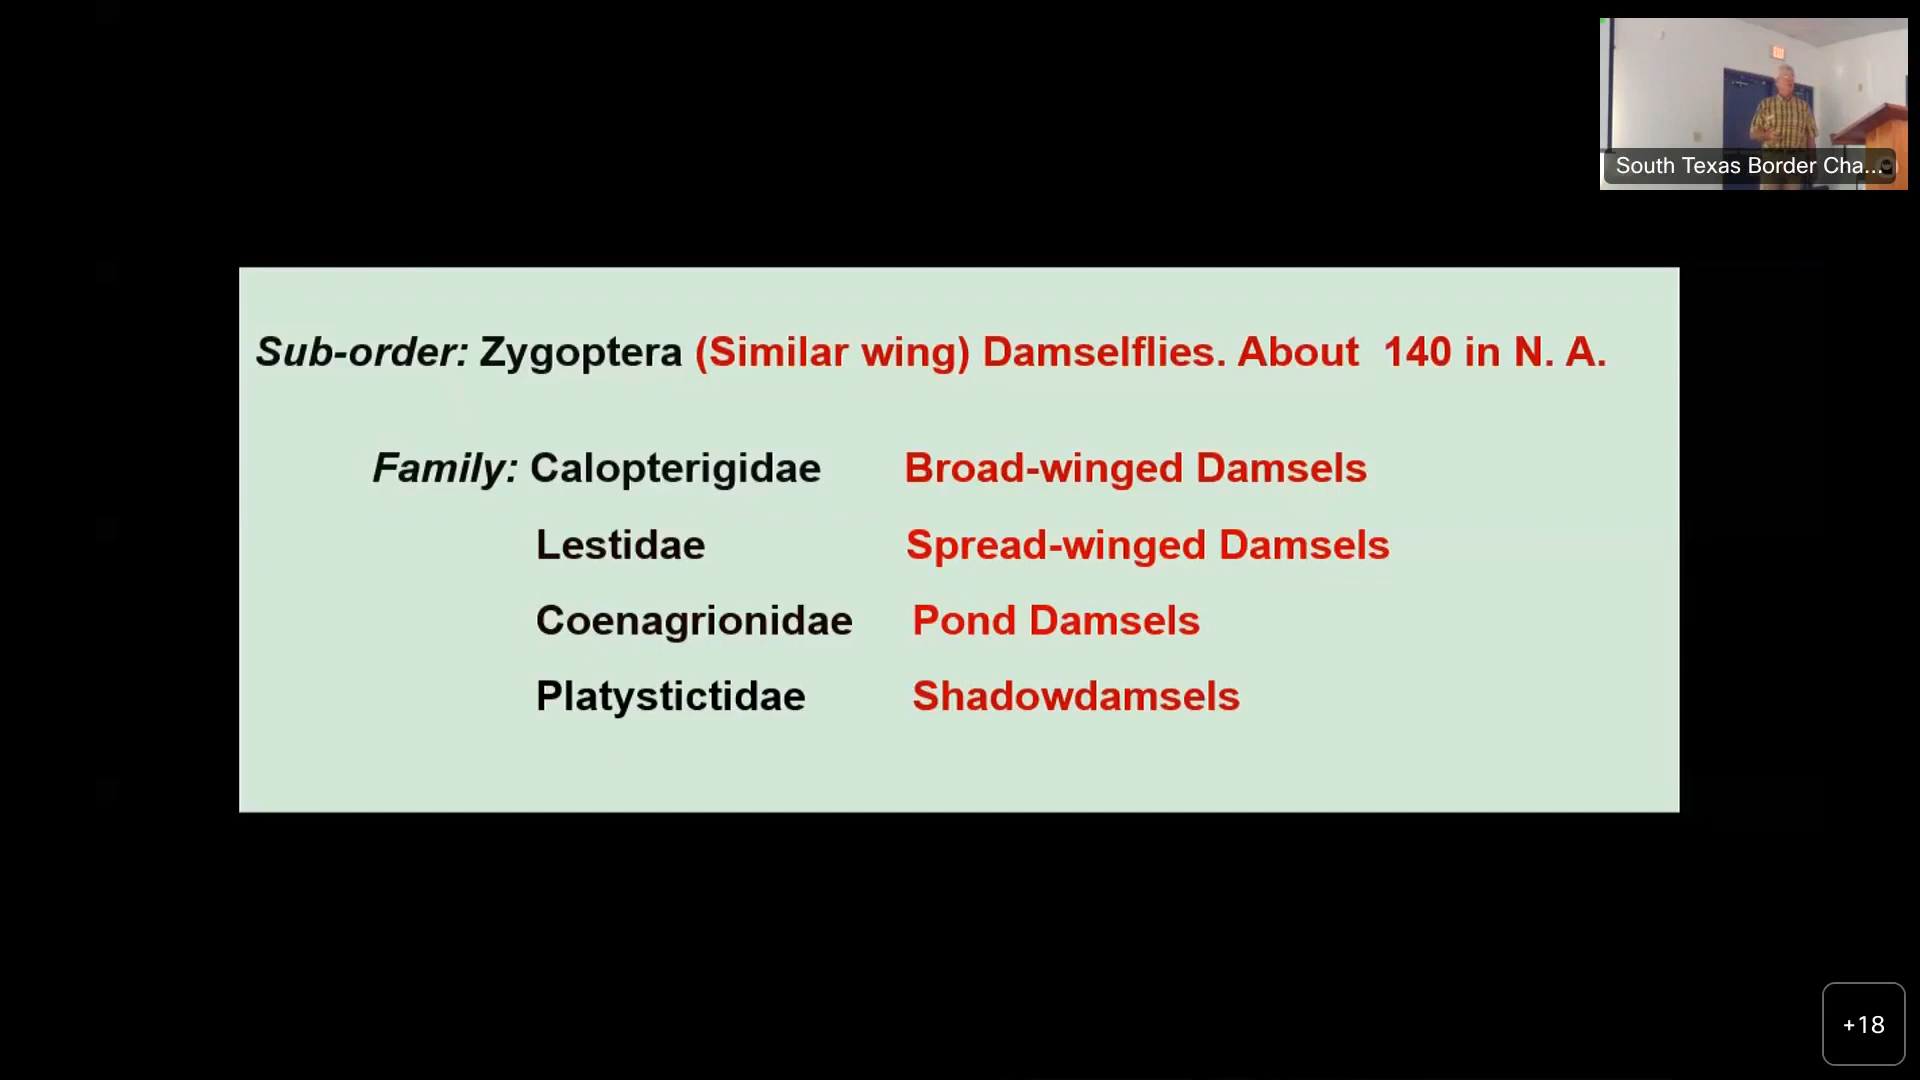 South Texas Border Cha...
Sub-order: Zygoptera (Similar wing) Damselflies. About 140 in N. A.
Family: Calopterigidae Broad-winged Damsels
Lestidae Spread-winged Damsels
Coenagrionidae Pond Damsels
Platystictidae Shadowdamsels
+18